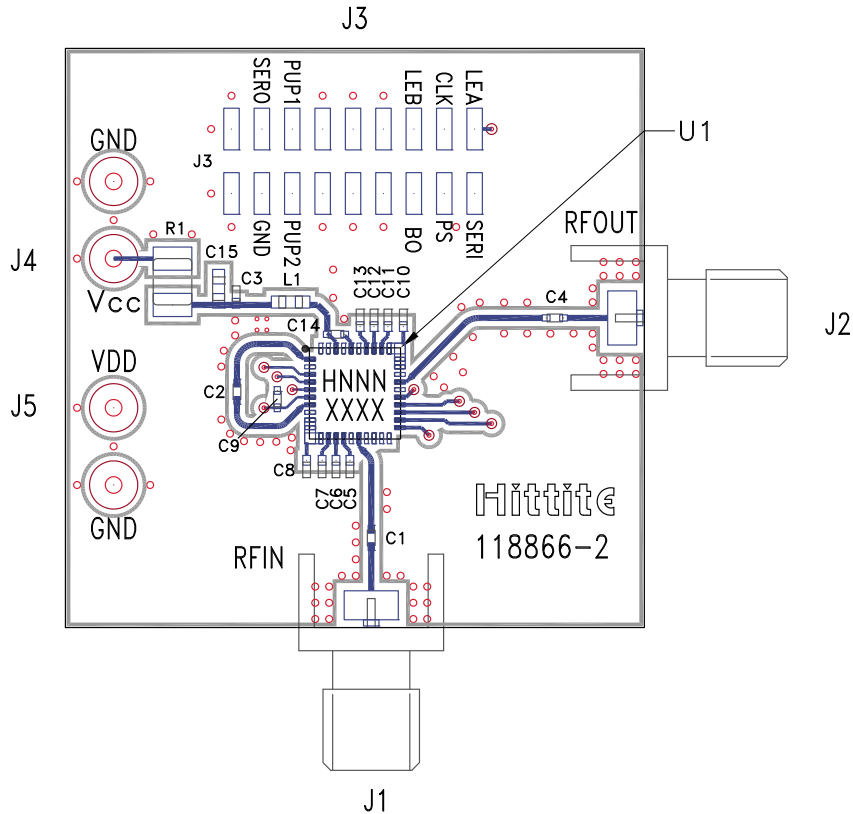 J3
SERO
PUP1
LEB
CLK
LEA
J3
U1
GND
GND
PUP2
BO
PS
SERI
RFOUT
R1
J4
C15
C3
L1
C13
C12
C11
C10
Vcc
C14
C4
J2
VDD
HNNN
XXXX
C2
J5
C9
C8
C7
C6
C5
GND
Hittite
118866-2
C1
RFIN
J1